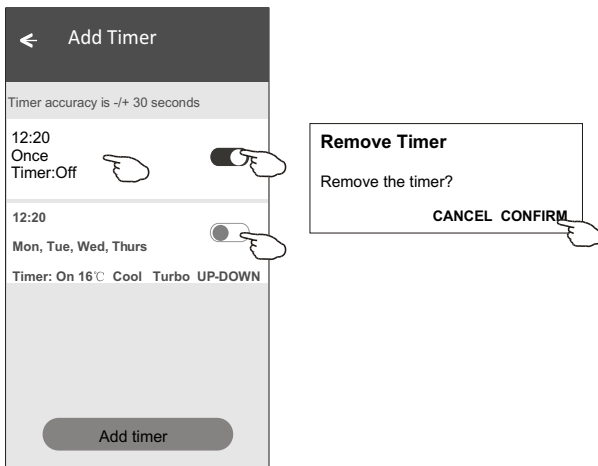 Add Timer
Timer accuracy is -/+ 30 seconds
12:20
Once
Timer:Off
12:20
Mon, Tue, Wed, Thurs
Timer: On 16℃ Cool Turbo UP-DOWN
Add timer
Remove Timer
Remove the timer?
CANCEL CONFIRM